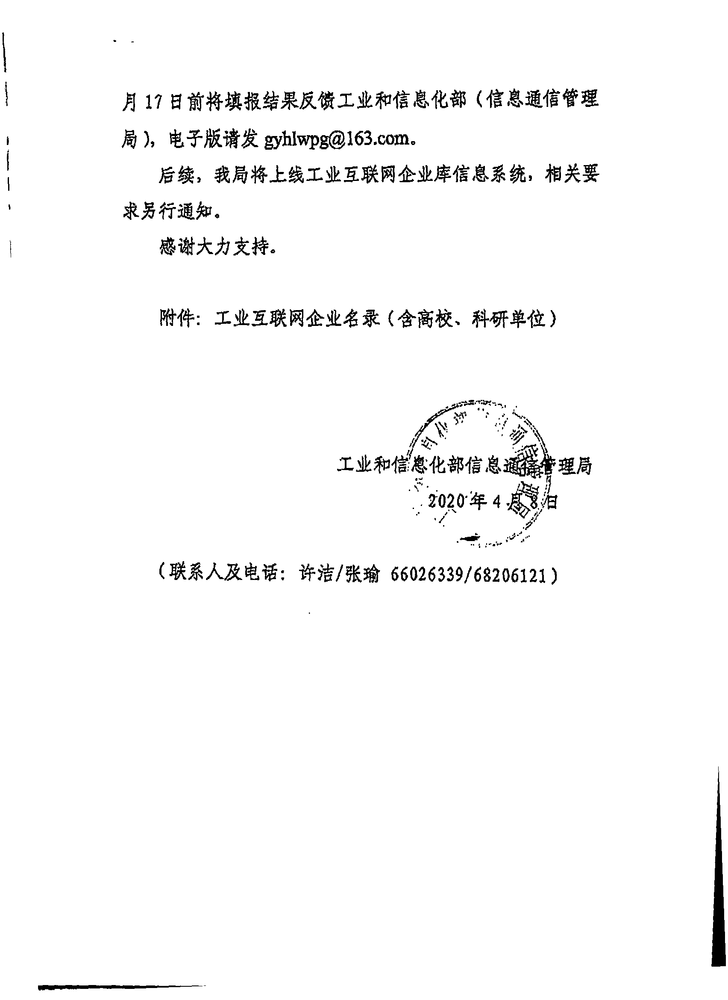 月 17 日前将填报结果反馈工业和信息化部（信息通信管理
局），电子版请发 gyhlwpg@163.com。
后续，我局将上线工业互联网企业库信息系统，相关要
求另行通知。
感谢大力支持。
附件：工业互联网企业名录（含高校、科研单位）
工业和信息化部信息通信管理局
2020 年 4 月 8 日
（联系人及电话：许洁/张瑜 66026339/68206121）